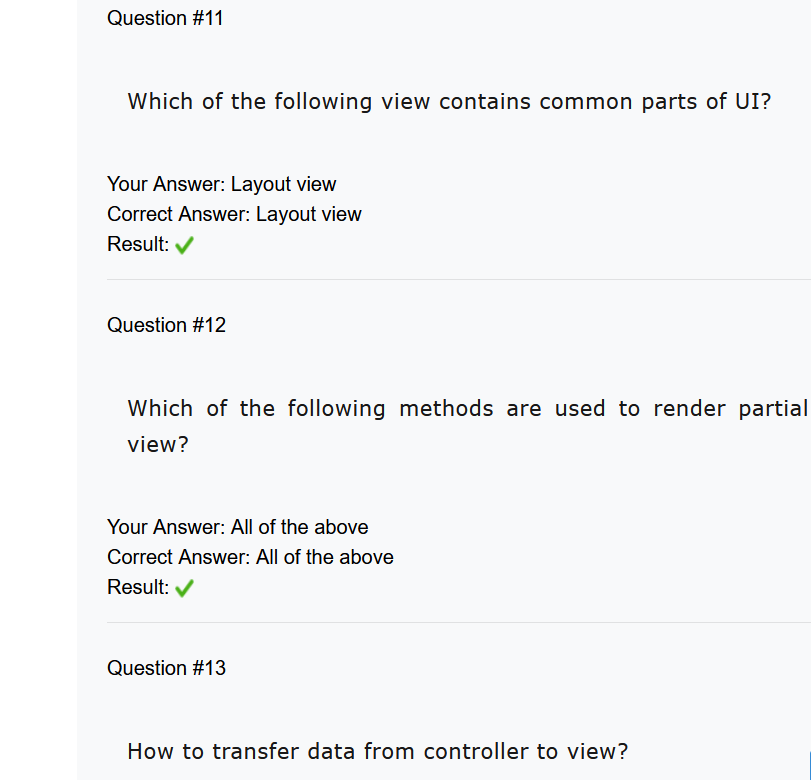 Question #11
Which of the following view contains common parts of UI?
Your Answer: Layout view
Correct Answer: Layout view
Result:
Question #12
Which of the following methods are used to render partial
view?
Your Answer: All of the above
Correct Answer: All of the above
Result:
Question #13
How to transfer data from controller to view?